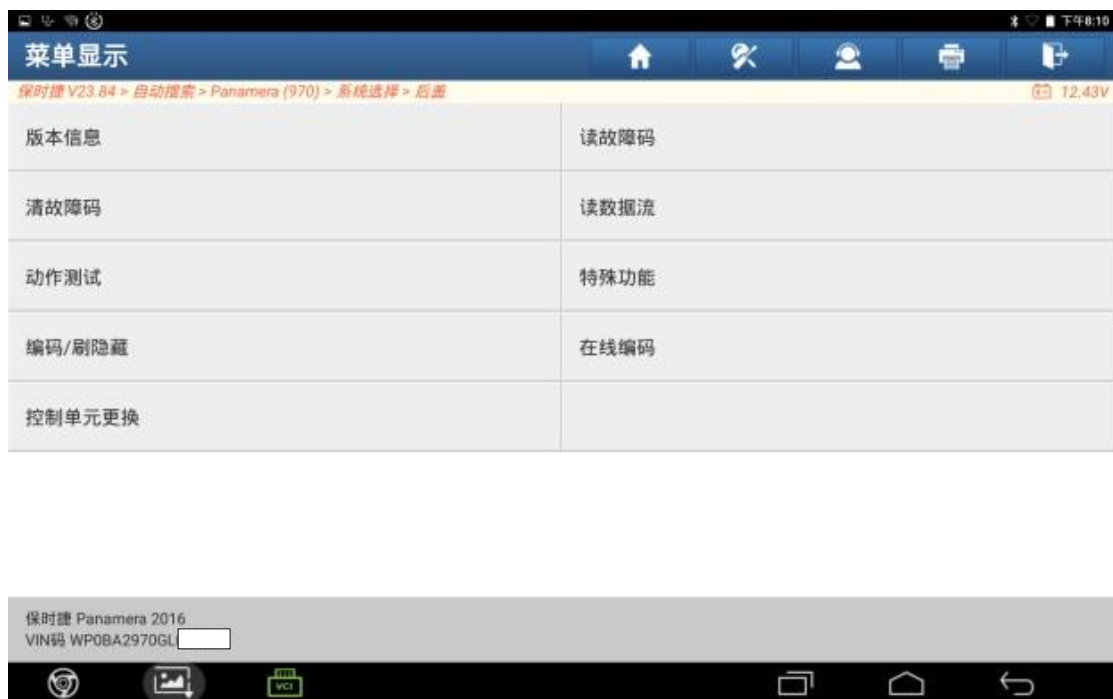 下午8:10
菜单显示
保时捷 V23.84 > 自动搜索 > Panamera (970) > 系统选择 > 后盖
12.43V
版本信息
读故障码
清故障码
读数据流
动作测试
特殊功能
编码/刷隐藏
在线编码
控制单元更换
保时捷 Panamera 2016
VIN码 WP0BA2970GL
VCI